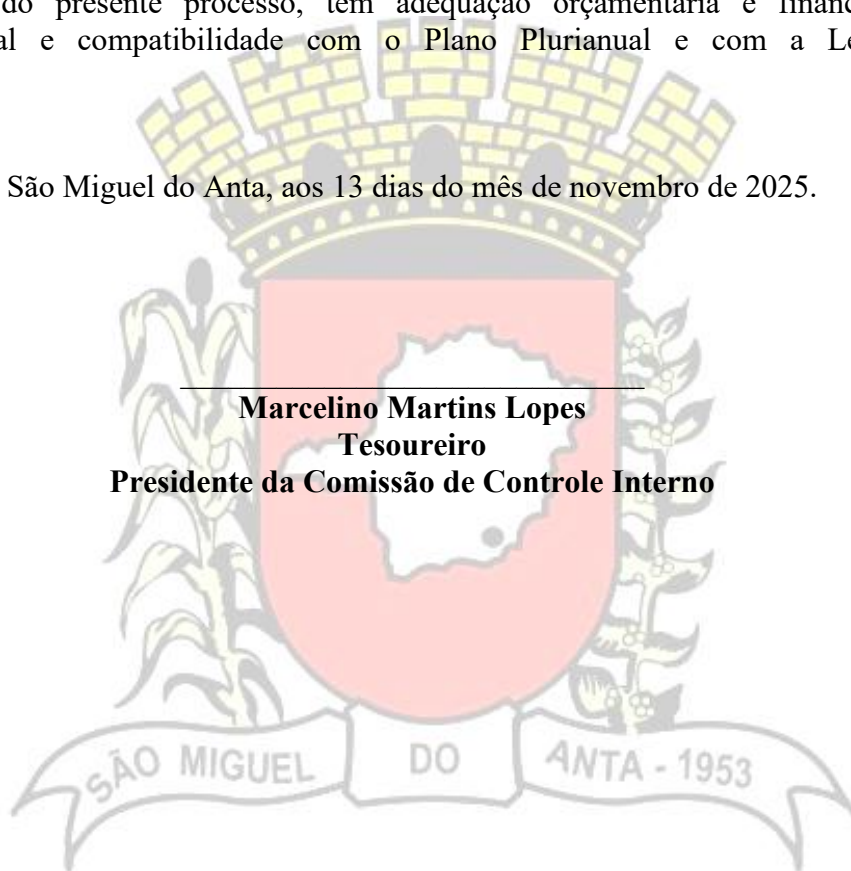 do presente processo, tem adequação orçamentária e
al e compatibilidade com o Plano Plurianual e com a
São Miguel do Anta, aos 13 dias do mês de novembro de 2025.
Marcelino Martins Lopes
Tesoureiro
Presidente da Comissão de Controle Interno
SÃO MIGUEL DO ANTA - 1953